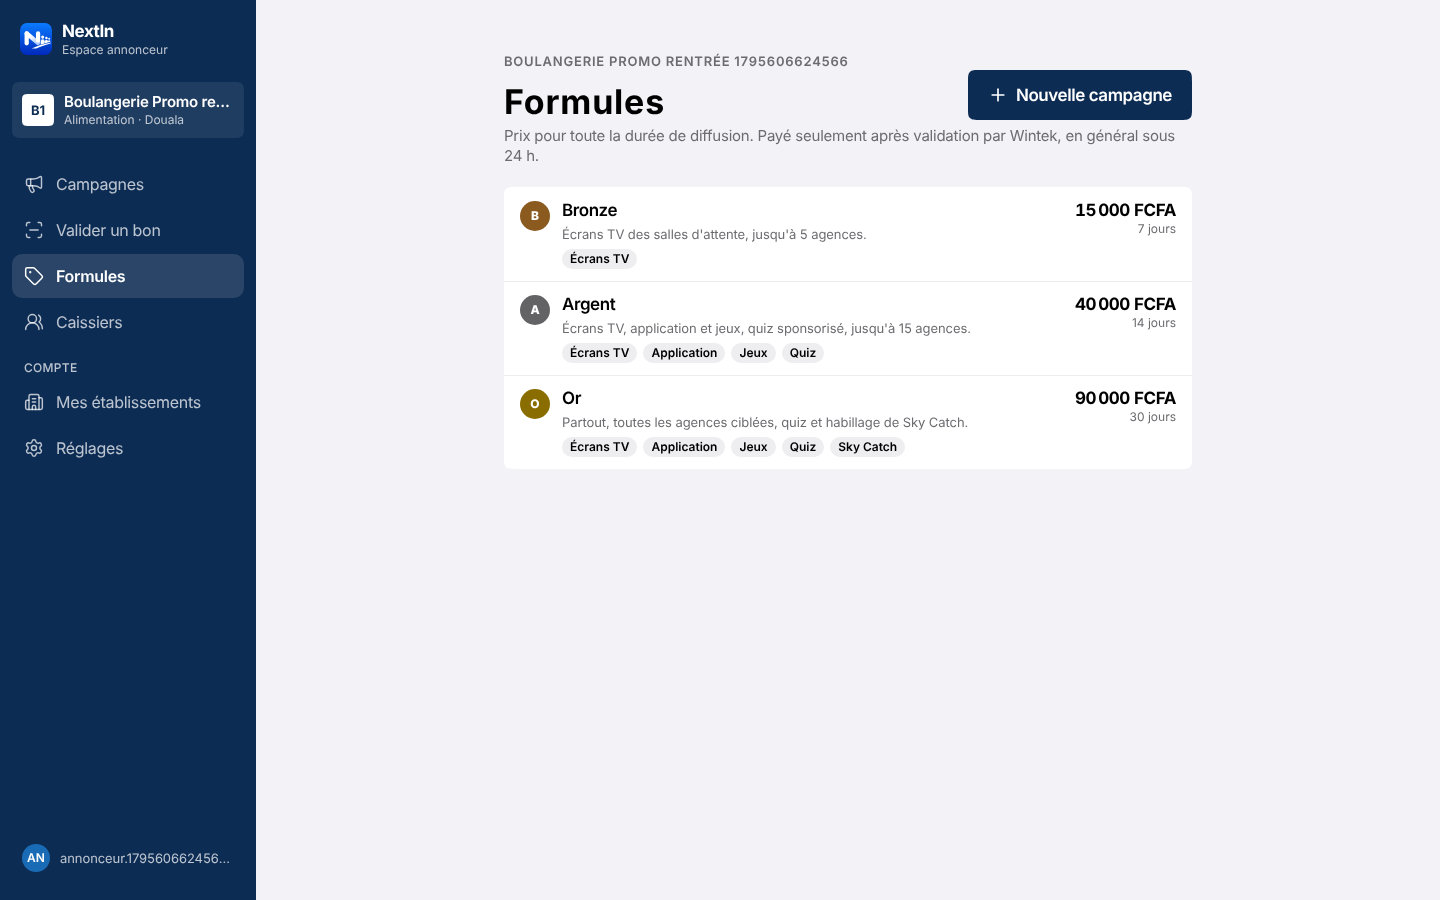 NextIn
Espace annonceur
B1
Boulangerie Promo re...
Alimentation · Douala
Campagnes
Valider un bon
Formules
Caissiers
COMPTE
Mes établissements
Réglages
AN
annonceur.179560662456...
BOULANGERIE PROMO RENTRÉE 1795606624566
Formules
Nouvelle campagne
Prix pour toute la durée de diffusion. Payé seulement après validation par Wintek, en général sous
24 h.
B
Bronze
15 000 FCFA
Écrans TV des salles d'attente, jusqu'à 5 agences.
7 jours
Écrans TV
A
Argent
40 000 FCFA
Écrans TV, application et jeux, quiz sponsorisé, jusqu'à 15 agences.
14 jours
Écrans TV Application Jeux Quiz
O
Or
90 000 FCFA
Partout, toutes les agences ciblées, quiz et habillage de Sky Catch.
30 jours
Écrans TV Application Jeux Quiz Sky Catch